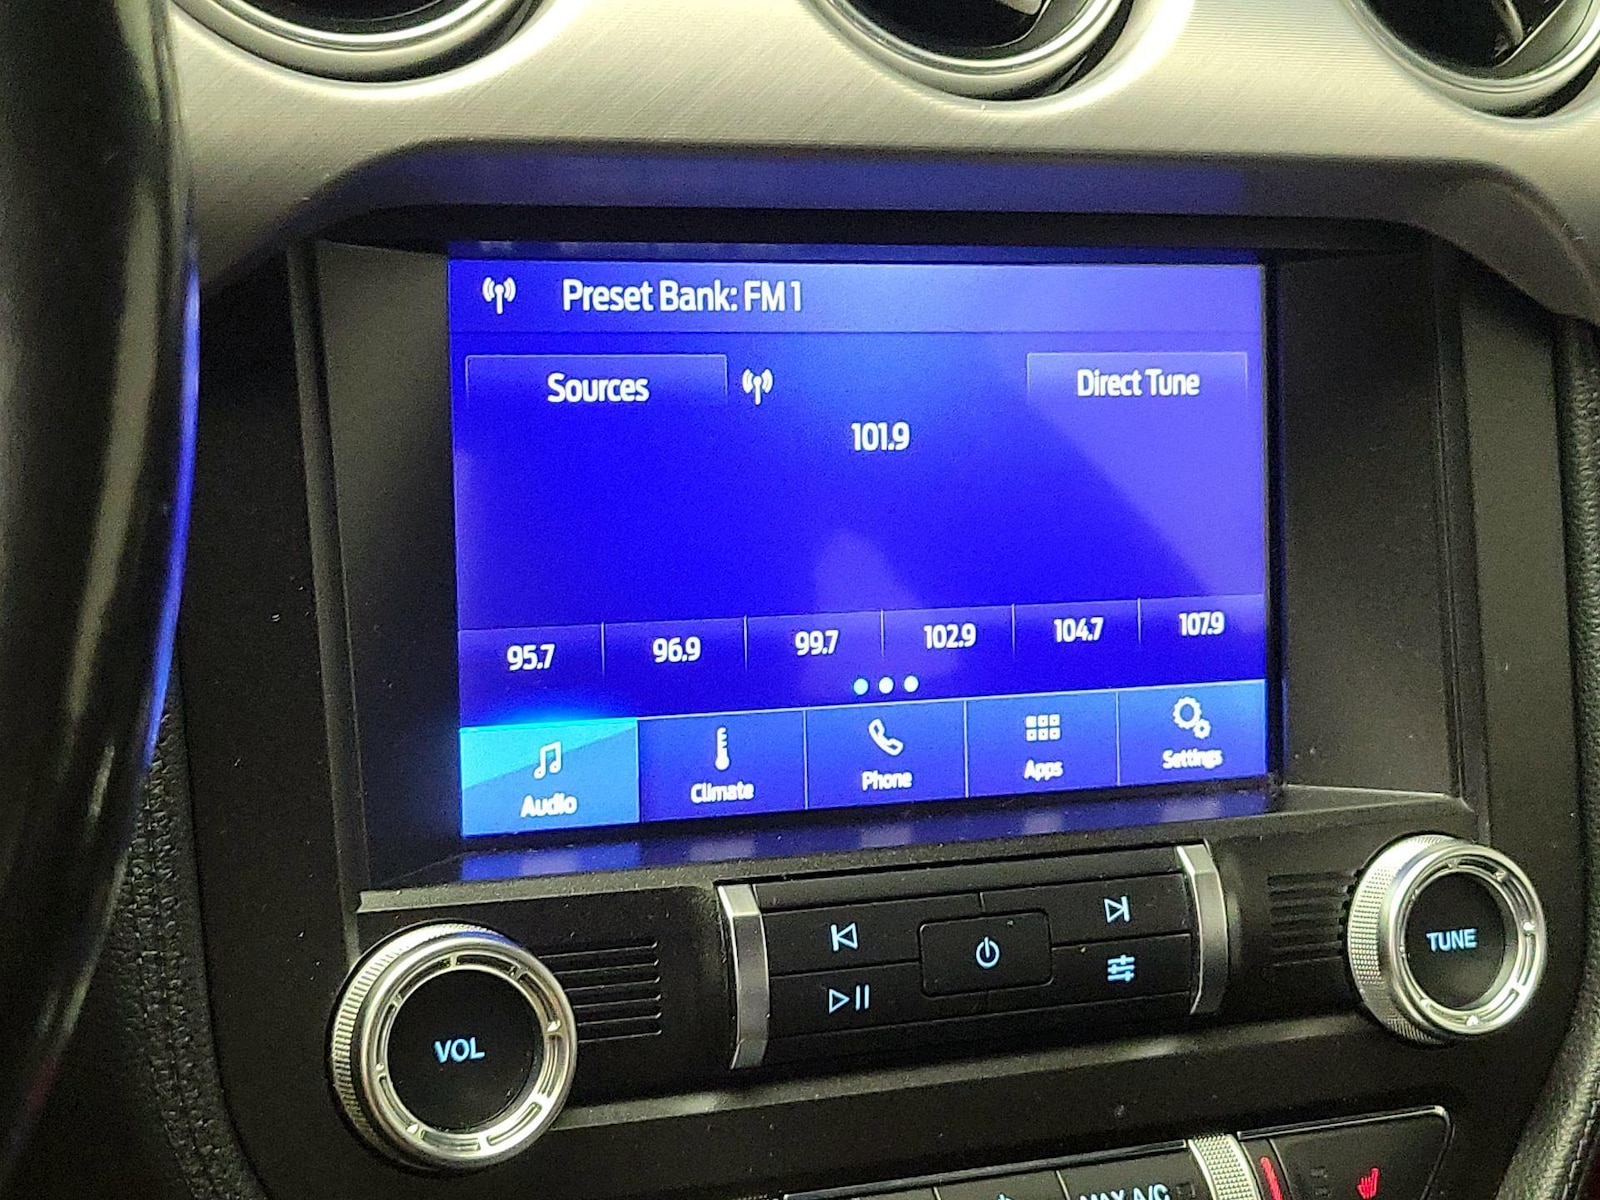 Preset Bank: FM1
Sources
Direct Tune
101.9
95.7 96.9 99.7 102.9 104.7 107.9
Audio Climate Phone Apps Settings
VOL
TUNE
MAX A/C